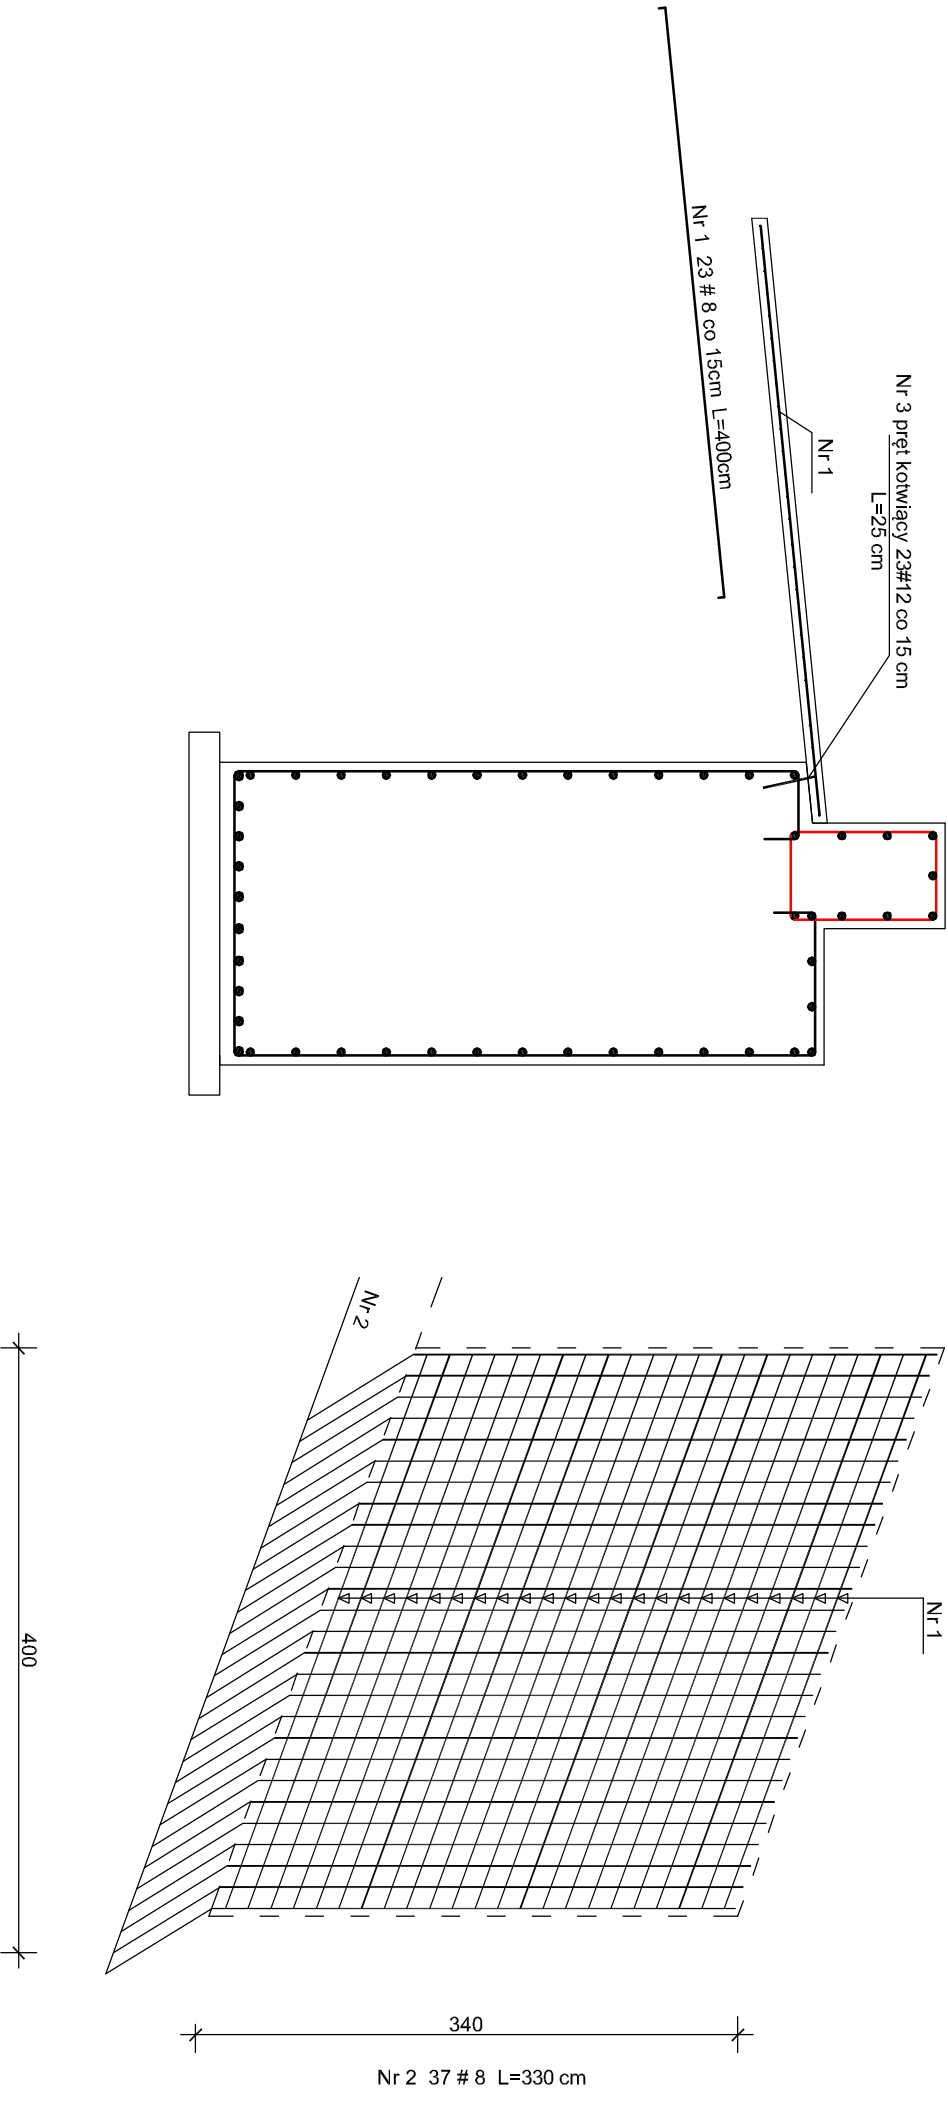 Nr 3 pręt kotwiący 23#12 co 15 cm
L=25 cm
Nr 1
Nr 1 23 # 8 co 15cm L=400cm
Nr 1
Nr 2
400
340
Nr 2 37 # 8 L=330 cm